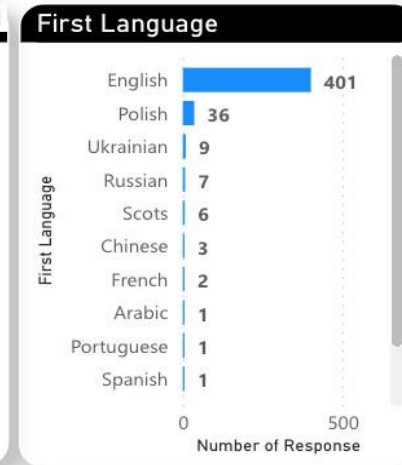 First Language
English 401
Polish 36
Ukrainian 9
Russian 7
Scots 6
Chinese 3
French 2
Arabic 1
Portuguese 1
Spanish 1
First Language
0 500
Number of Response